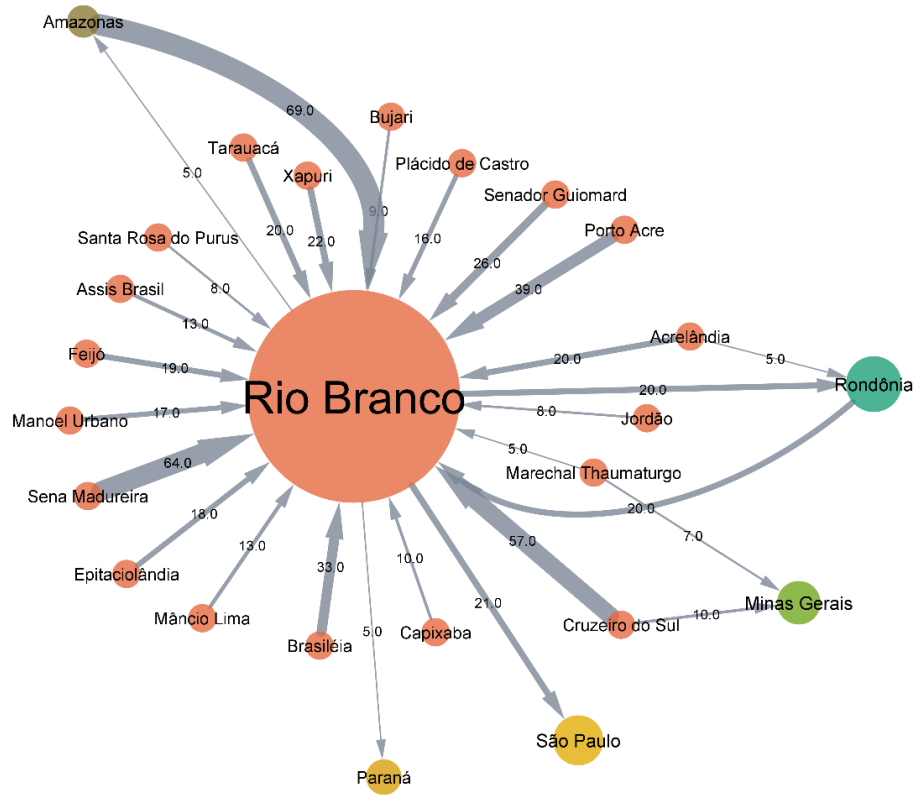 Amazonas
69.0
Bujari
Tarauacá
Plácido de Castro
5.0
Xapuri
Senador Guiomard
9.0
Porto Acre
20.0
Santa Rosa do Purus
22.0
16.0
26.0
8.0
Assis Brasil
39.0
13.0
Acrelândia
Feijó
5.0
20.0
19.0
Rondônia
20.0
Rio Branco
8.0
Jordão
17.0
Manoel Urbano
5.0
64.0
Marechal Thaumaturgo
Sena Madureira
20.0
18.0
7.0
57.0
13.0
10.0
33.0
Epitaciolândia
21.0
Minas Gerais
10.0
Mâncio Lima
Cruzeiro do Sul
5.0
Capixaba
Brasiléia
São Paulo
Paraná